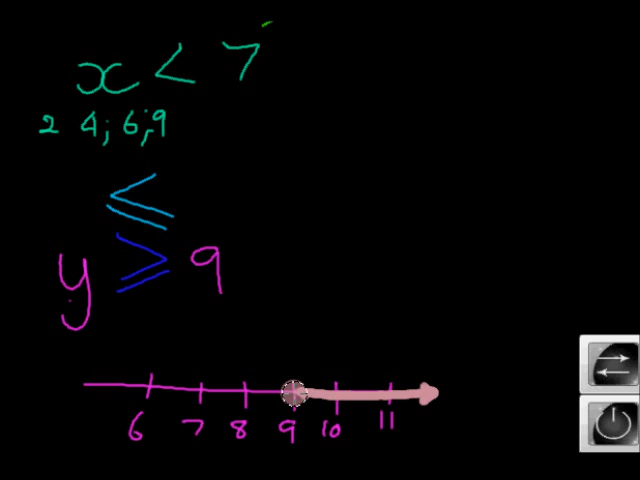 x < 7
2 4; 6; 9
≤
y ≥ 9
6 7 8 9 10 11